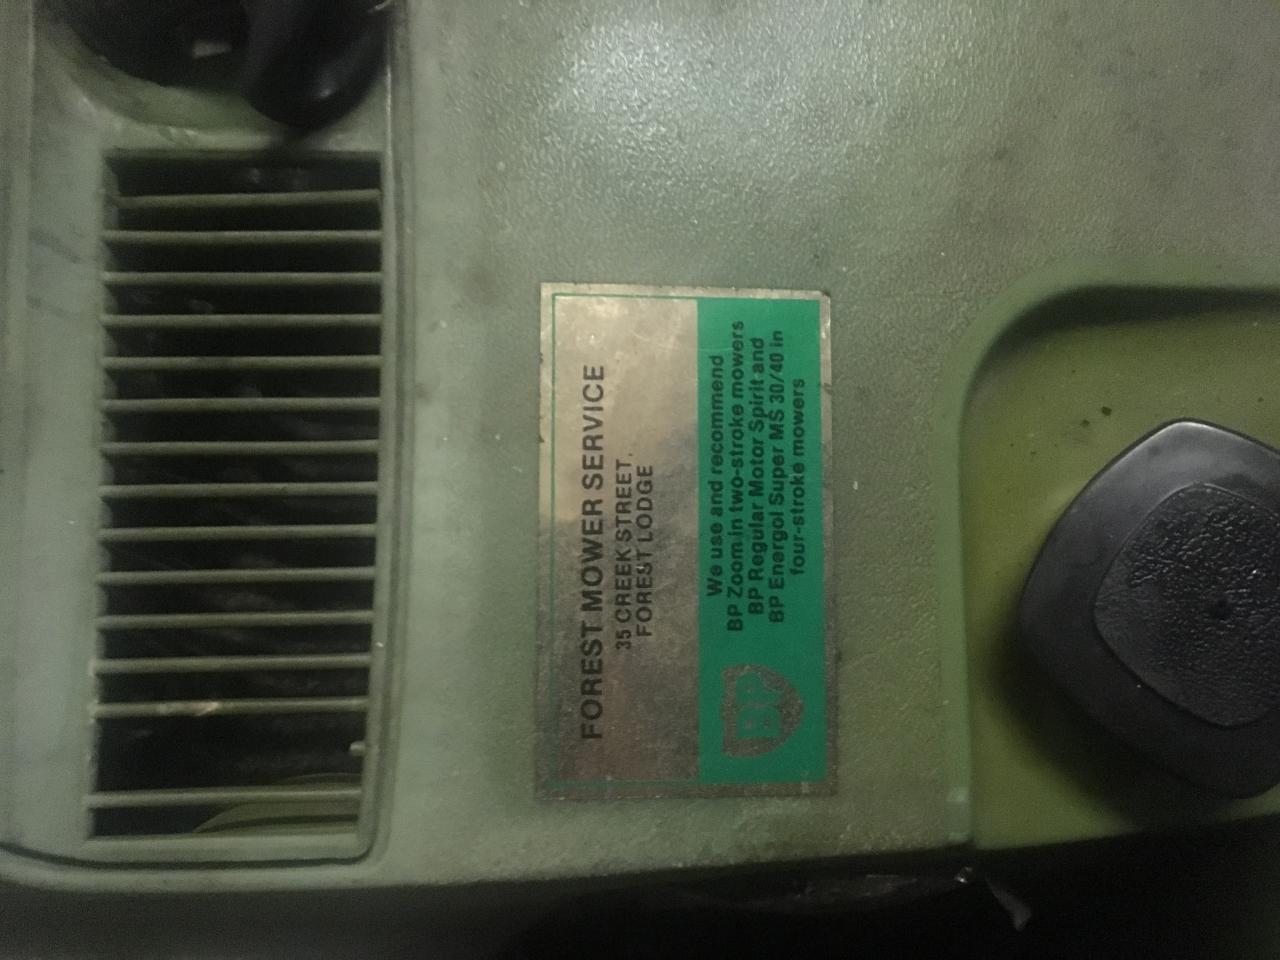 FOREST MOWER SERVICE
35 CREEK STREET,
FOREST LODGE
We use and recommend
BP Zoom in two-stroke mowers
BP Regular Motor Spirit and
BP Energol Super MS 30/40 in
four-stroke mowers
BP